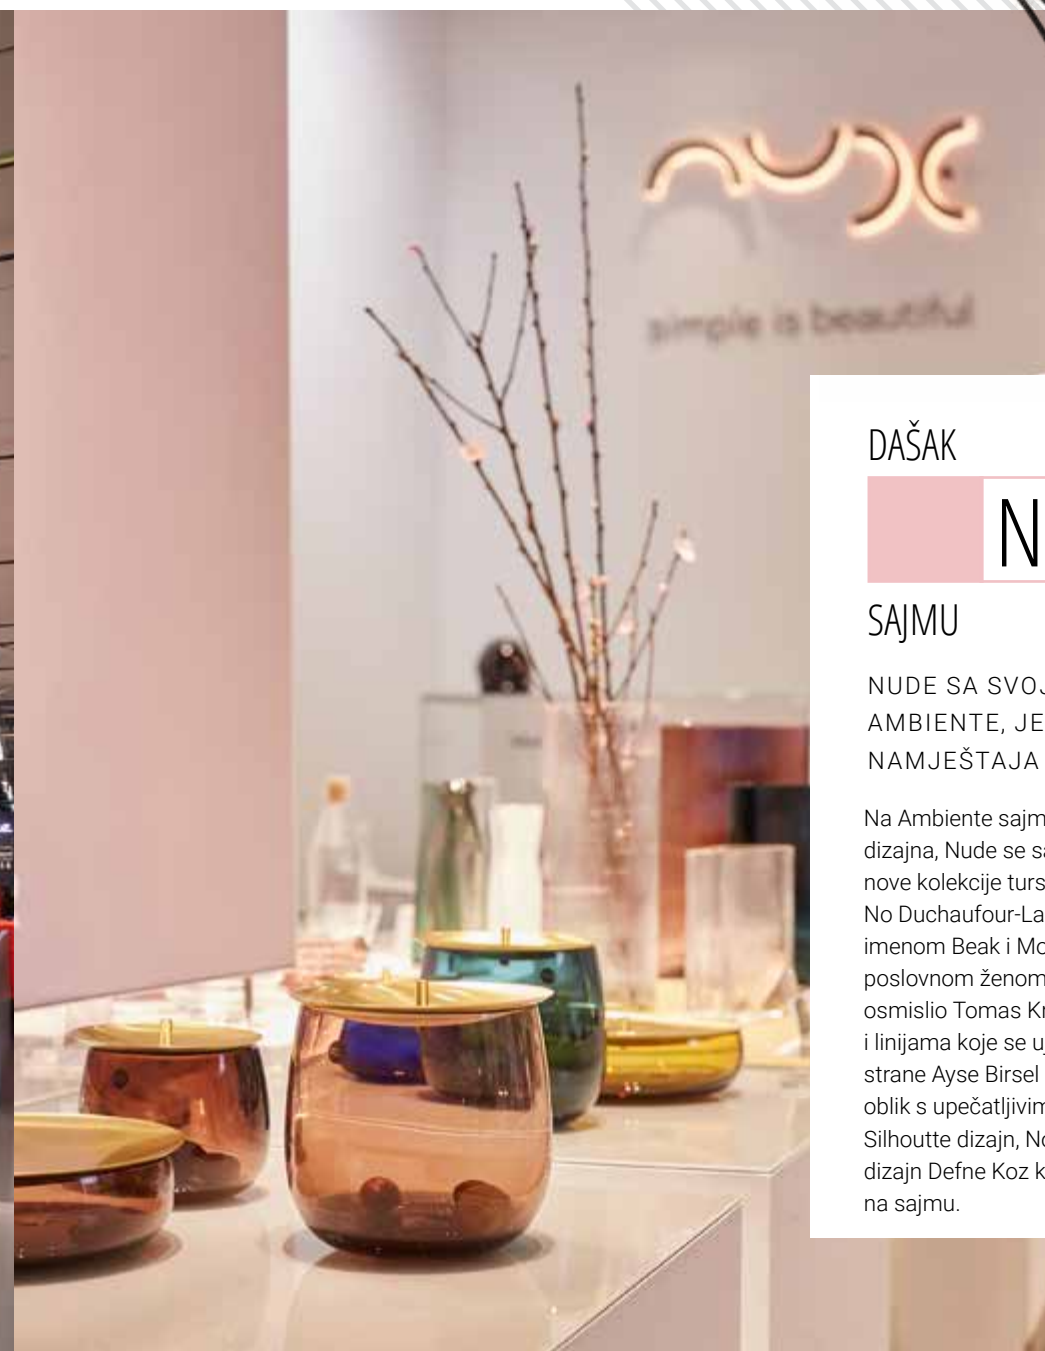 nude
simple is beautiful
DAŠAK
N
SAJMU
NUDE SA SVOJ
AMBIENTE, JE
NAMJEŠTAJA
Na Ambiente sajm
dizajna, Nude se sa
nove kolekcije turs
No Duchaufour-La
imenom Beak i Mo
poslovnom ženom
osmislio Tomas Kr
i linijama koje se uj
strane Ayse Birsel
oblik s upečatljivim
Silhoutte dizajn, No
dizajn Defne Koz k
na sajmu.